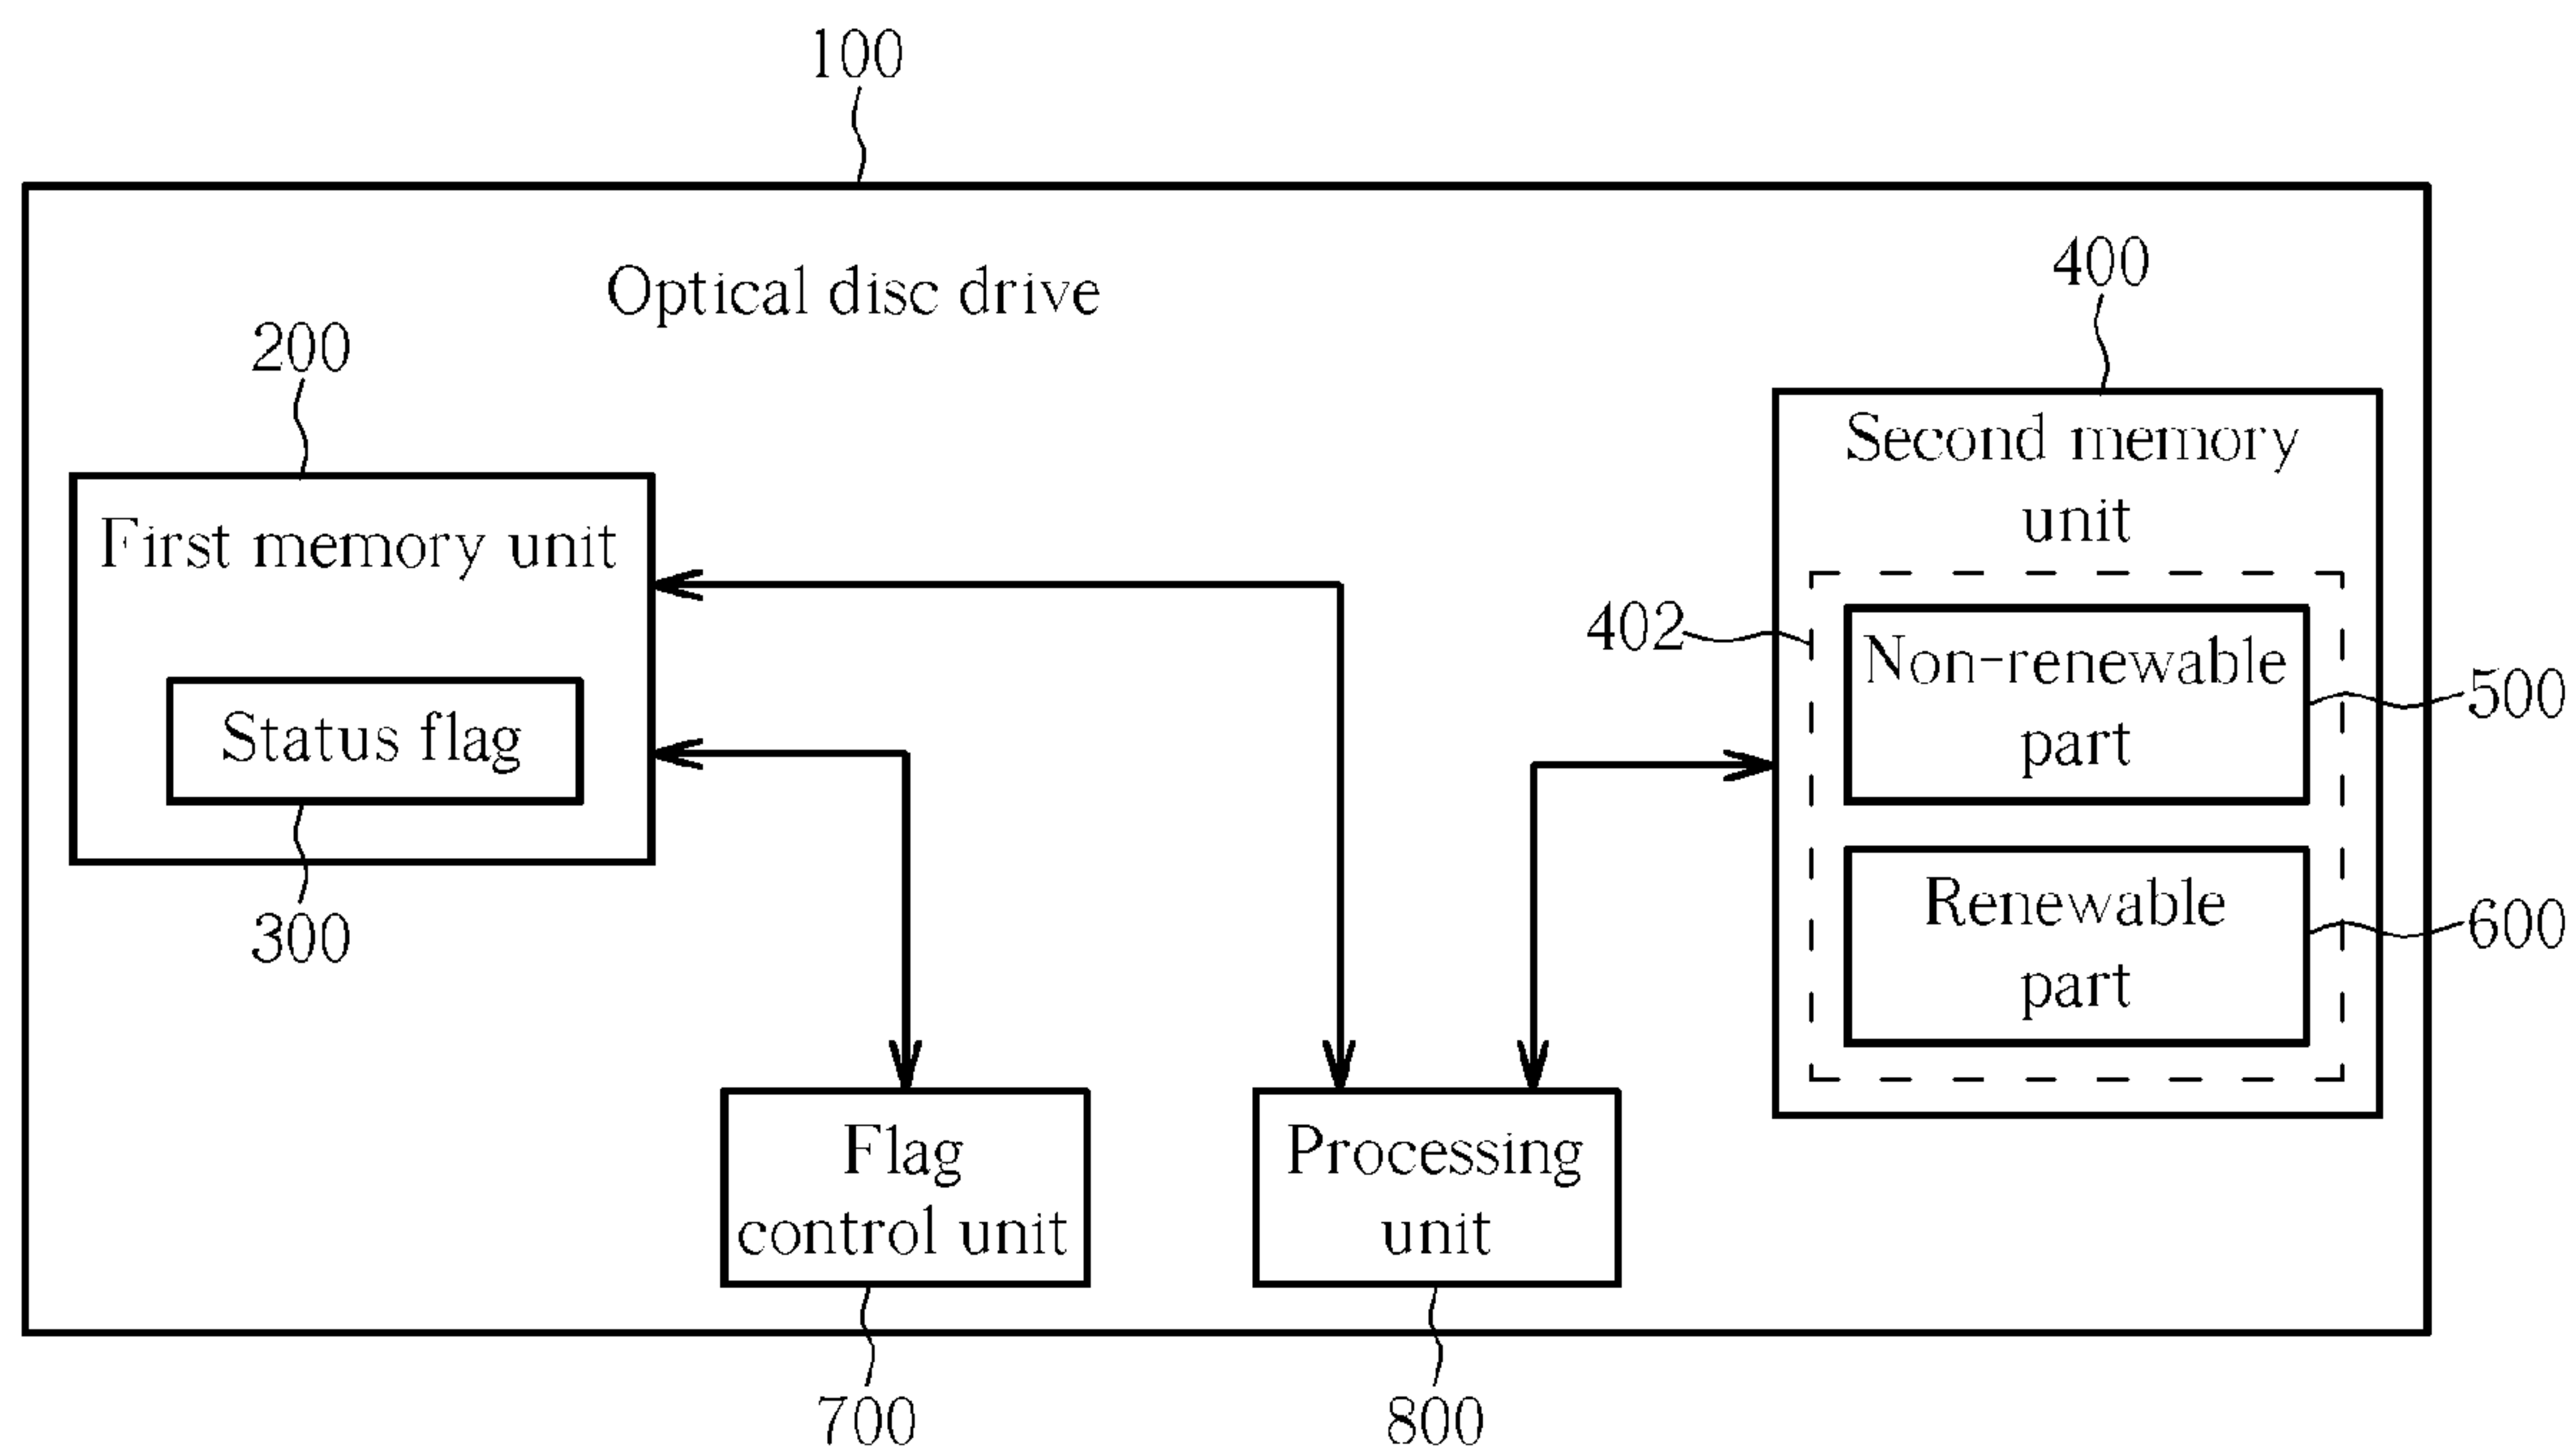 100
Optical disc drive
200
First memory unit
Status flag
300
400
Second memory
unit
402
Non-renewable
part
500
Renewable
part
600
Flag
control unit
700
Processing
unit
800